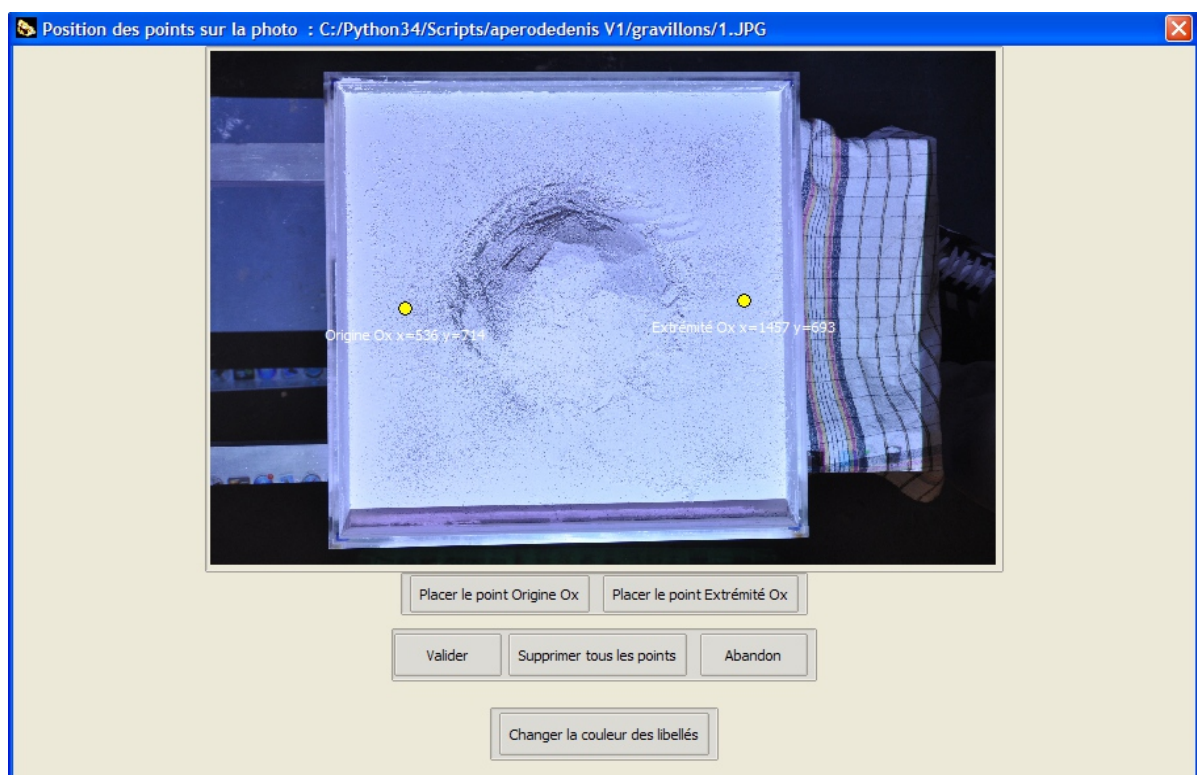 Position des points sur la photo : C:/Python34/Scripts/aperodedenis V1/gravillons/1.JPG
Origine Ox x=536 y=714
Extrémité Ox x=1457 y=693
Placer le point Origine Ox
Placer le point Extrémité Ox
Valider
Supprimer tous les points
Abandon
Changer la couleur des libellés